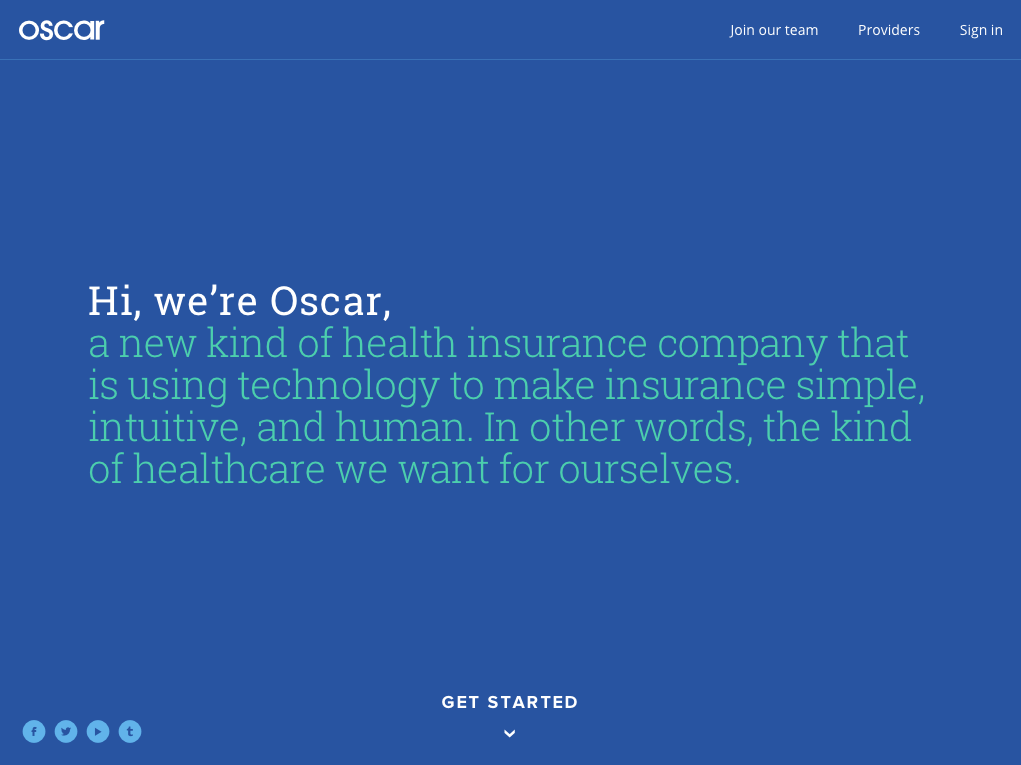 oscar
Join our team
Providers
Sign in
Hi, we’re Oscar,
a new kind of health insurance company that
is using technology to make insurance simple,
intuitive, and human. In other words, the kind
of healthcare we want for ourselves.
GET STARTED